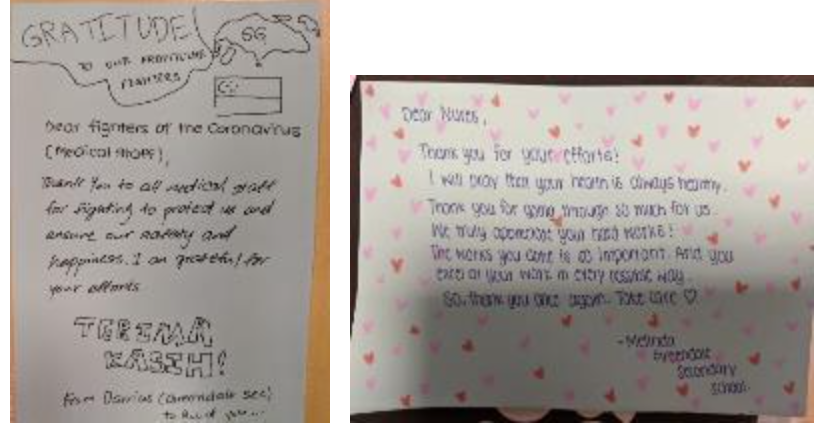 GRATITUDE!
SG
TO OUR FRONTLINE
FIGHTERS
Dear fighters of the Coronavirus
(Medical Staff),
Thank You to all medical staff
for fighting to protect us and
ensure our safety and
happiness. I am grateful for
your efforts
TERIMA
KASIH!
From Darrius (Greendale sec)
to all of you...
Dear Nurses,
Thank you for your efforts!
I will pray that your health is always healthy.
Thank you for going through so much for us.
We truly appreciate your hard works!
The works you done is so important. And you
excel at your work in every possible way.
So, thank you once again. Take care ♡
- Melinda
Greendale
Secondary
School.